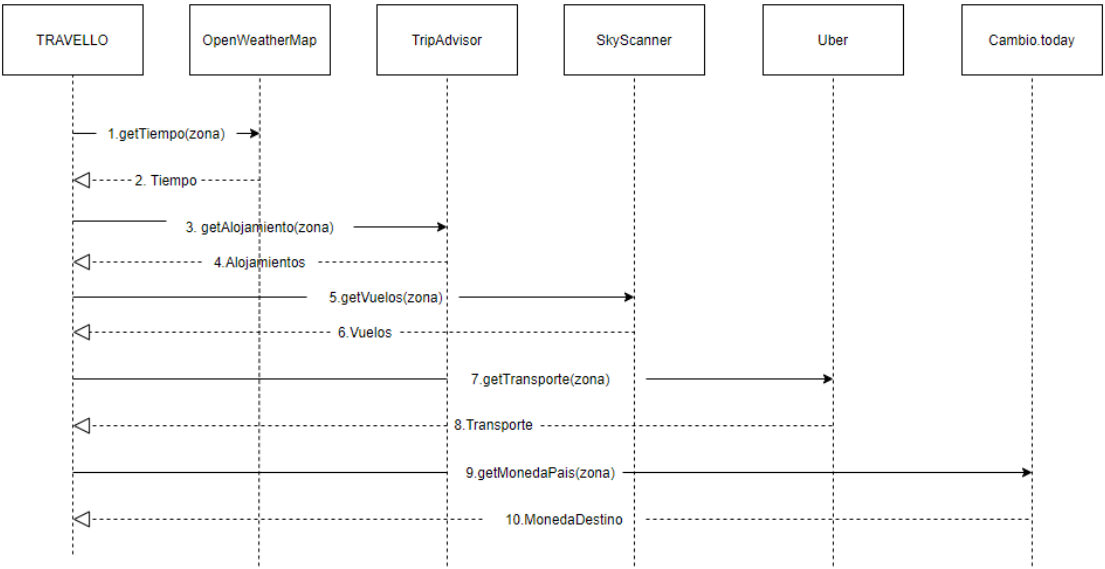 TRAVELLO
OpenWeatherMap
TripAdvisor
SkyScanner
Uber
Cambio.today
1.getTiempo(zona)
2. Tiempo
3. getAlojamiento(zona)
4.Alojamientos
5.getVuelos(zona)
6.Vuelos
7.getTransporte(zona)
8.Transporte
9.getMonedaPais(zona)
10.MonedaDestino